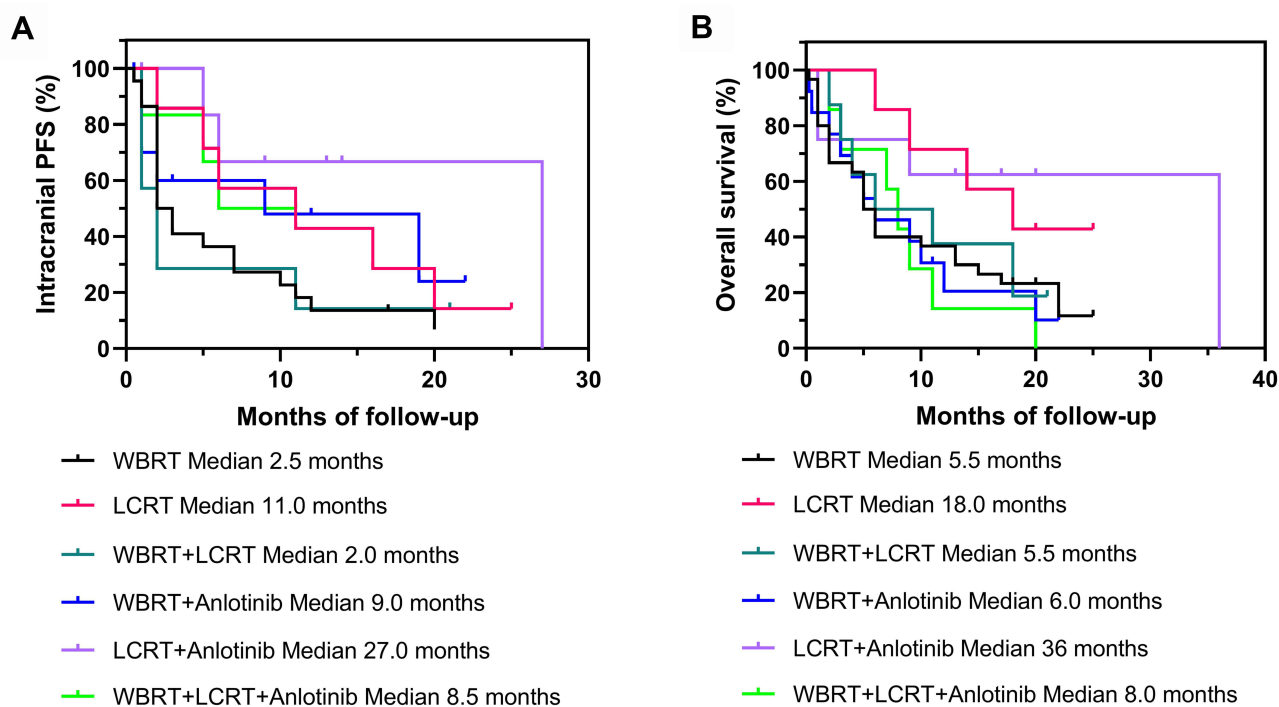 A
Intracranial PFS (%)
100
80
60
40
20
0
0 10 20 30
Months of follow-up
WBRT Median 2.5 months
LCRT Median 11.0 months
WBRT+LCRT Median 2.0 months
WBRT+Anlotinib Median 9.0 months
LCRT+Anlotinib Median 27.0 months
WBRT+LCRT+Anlotinib Median 8.5 months
B
Overall survival (%)
100
80
60
40
20
0
0 10 20 30 40
Months of follow-up
WBRT Median 5.5 months
LCRT Median 18.0 months
WBRT+LCRT Median 5.5 months
WBRT+Anlotinib Median 6.0 months
LCRT+Anlotinib Median 36 months
WBRT+LCRT+Anlotinib Median 8.0 months